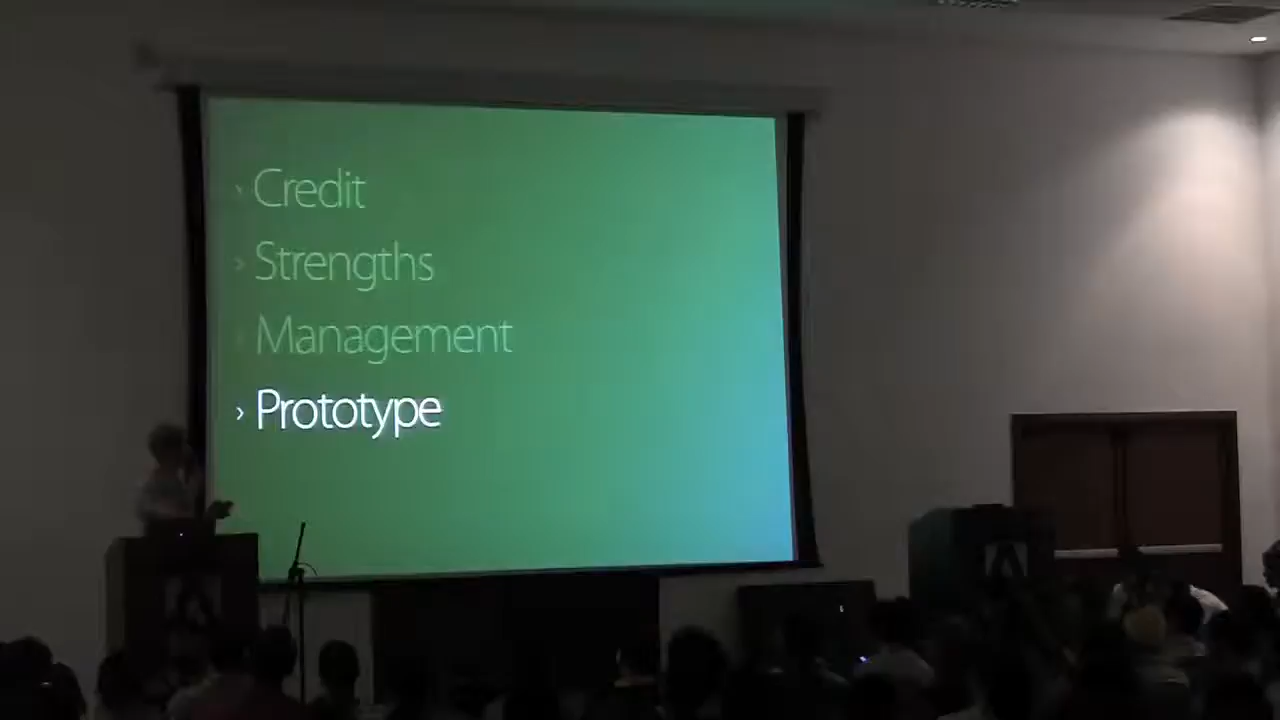 › Credit
› Strengths
› Management
› Prototype